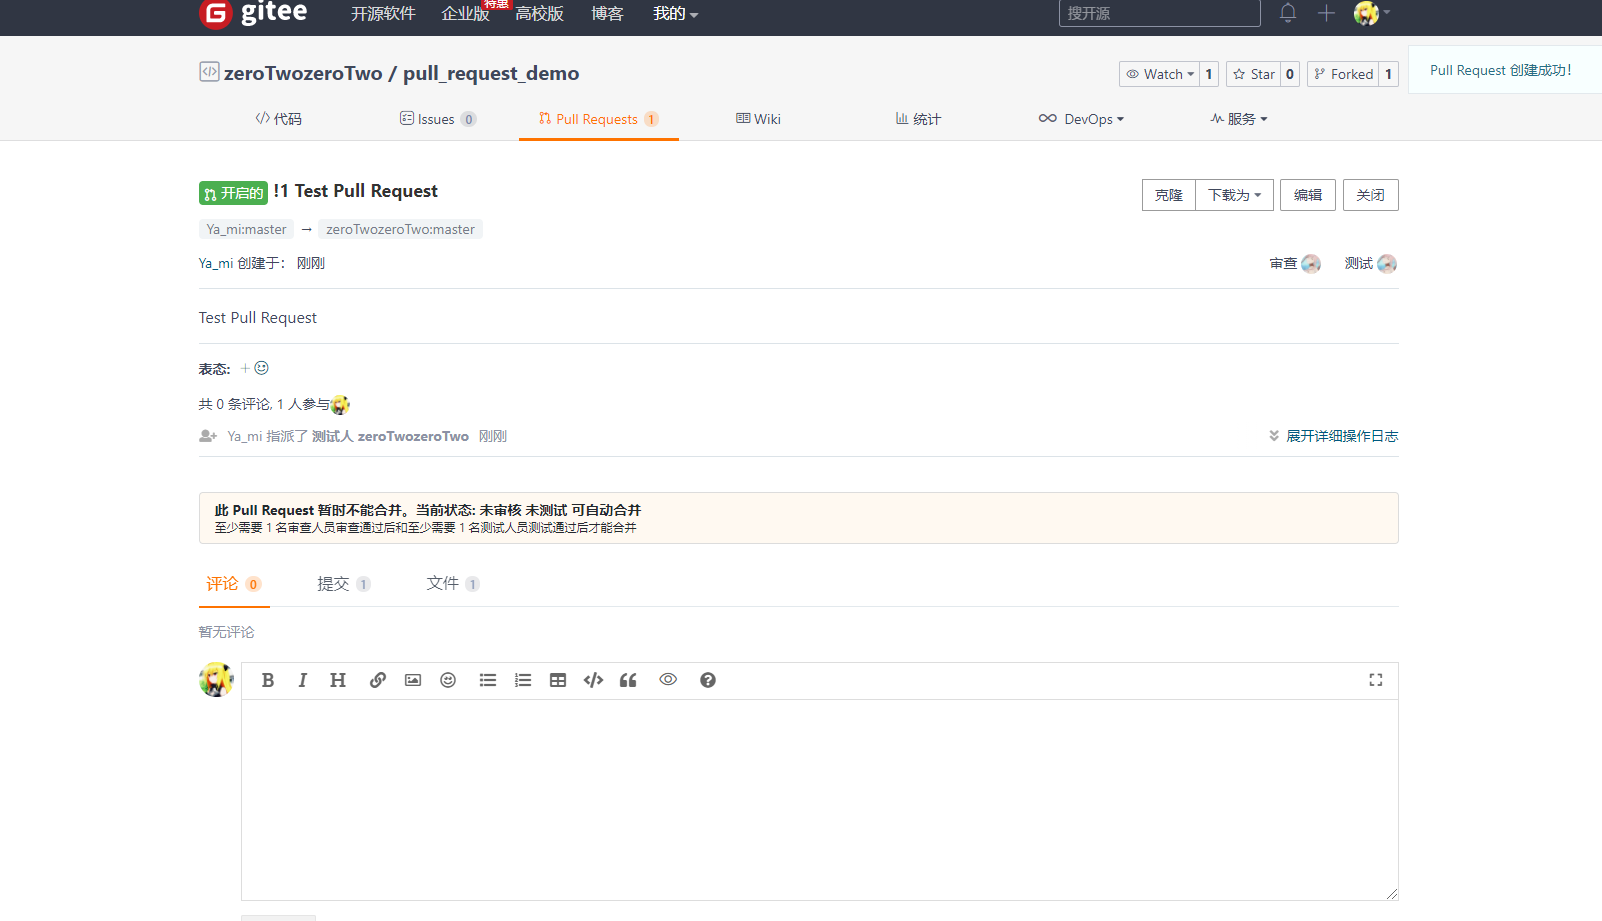 gitee 开源软件 企业版 特惠 高校版 博客 我的 搜开源
zeroTwozeroTwo / pull_request_demo Watch 1 Star 0 Forked 1
Pull Request 创建成功!
代码 Issues 0 Pull Requests 1 Wiki 统计 DevOps 服务
开启的 !1 Test Pull Request 克隆 下载为 编辑 关闭
Ya_mi:master → zeroTwozeroTwo:master
Ya_mi 创建于: 刚刚 审查 测试
Test Pull Request
表态:
共 0 条评论, 1 人参与
Ya_mi 指派了 测试人 zeroTwozeroTwo 刚刚 展开详细操作日志
此 Pull Request 暂时不能合并。当前状态: 未审核 未测试 可自动合并
至少需要 1 名审查人员审查通过后和至少需要 1 名测试人员测试通过后才能合并
评论 0 提交 1 文件 1
暂无评论
B I H